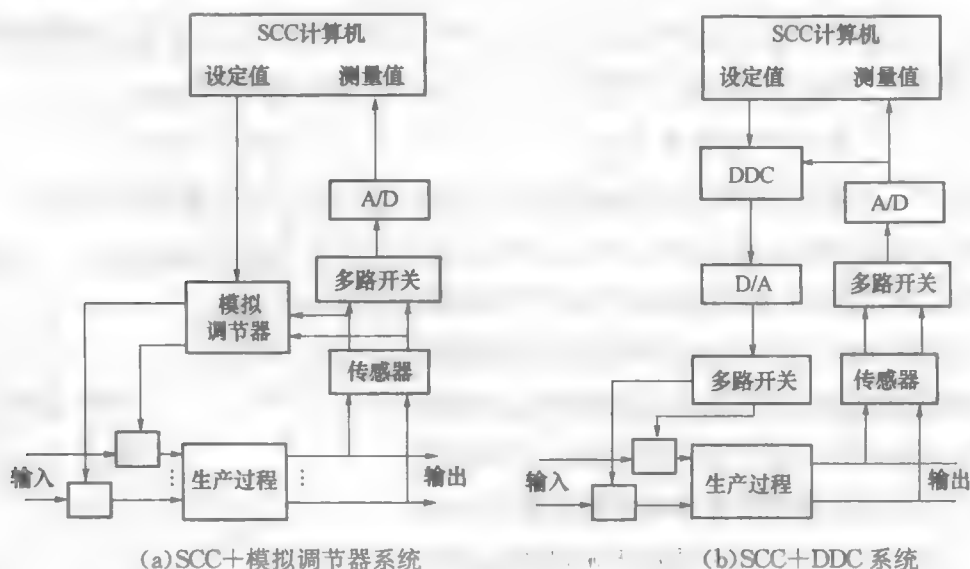 SCC计算机
设定值 测量值
A/D
多路开关
模拟
调节器
传感器
输入
生产过程
输出
(a)SCC+模拟调节器系统
SCC计算机
设定值 测量值
DDC
A/D
D/A
多路开关
多路开关
传感器
输入
生产过程
输出
(b)SCC+DDC系统